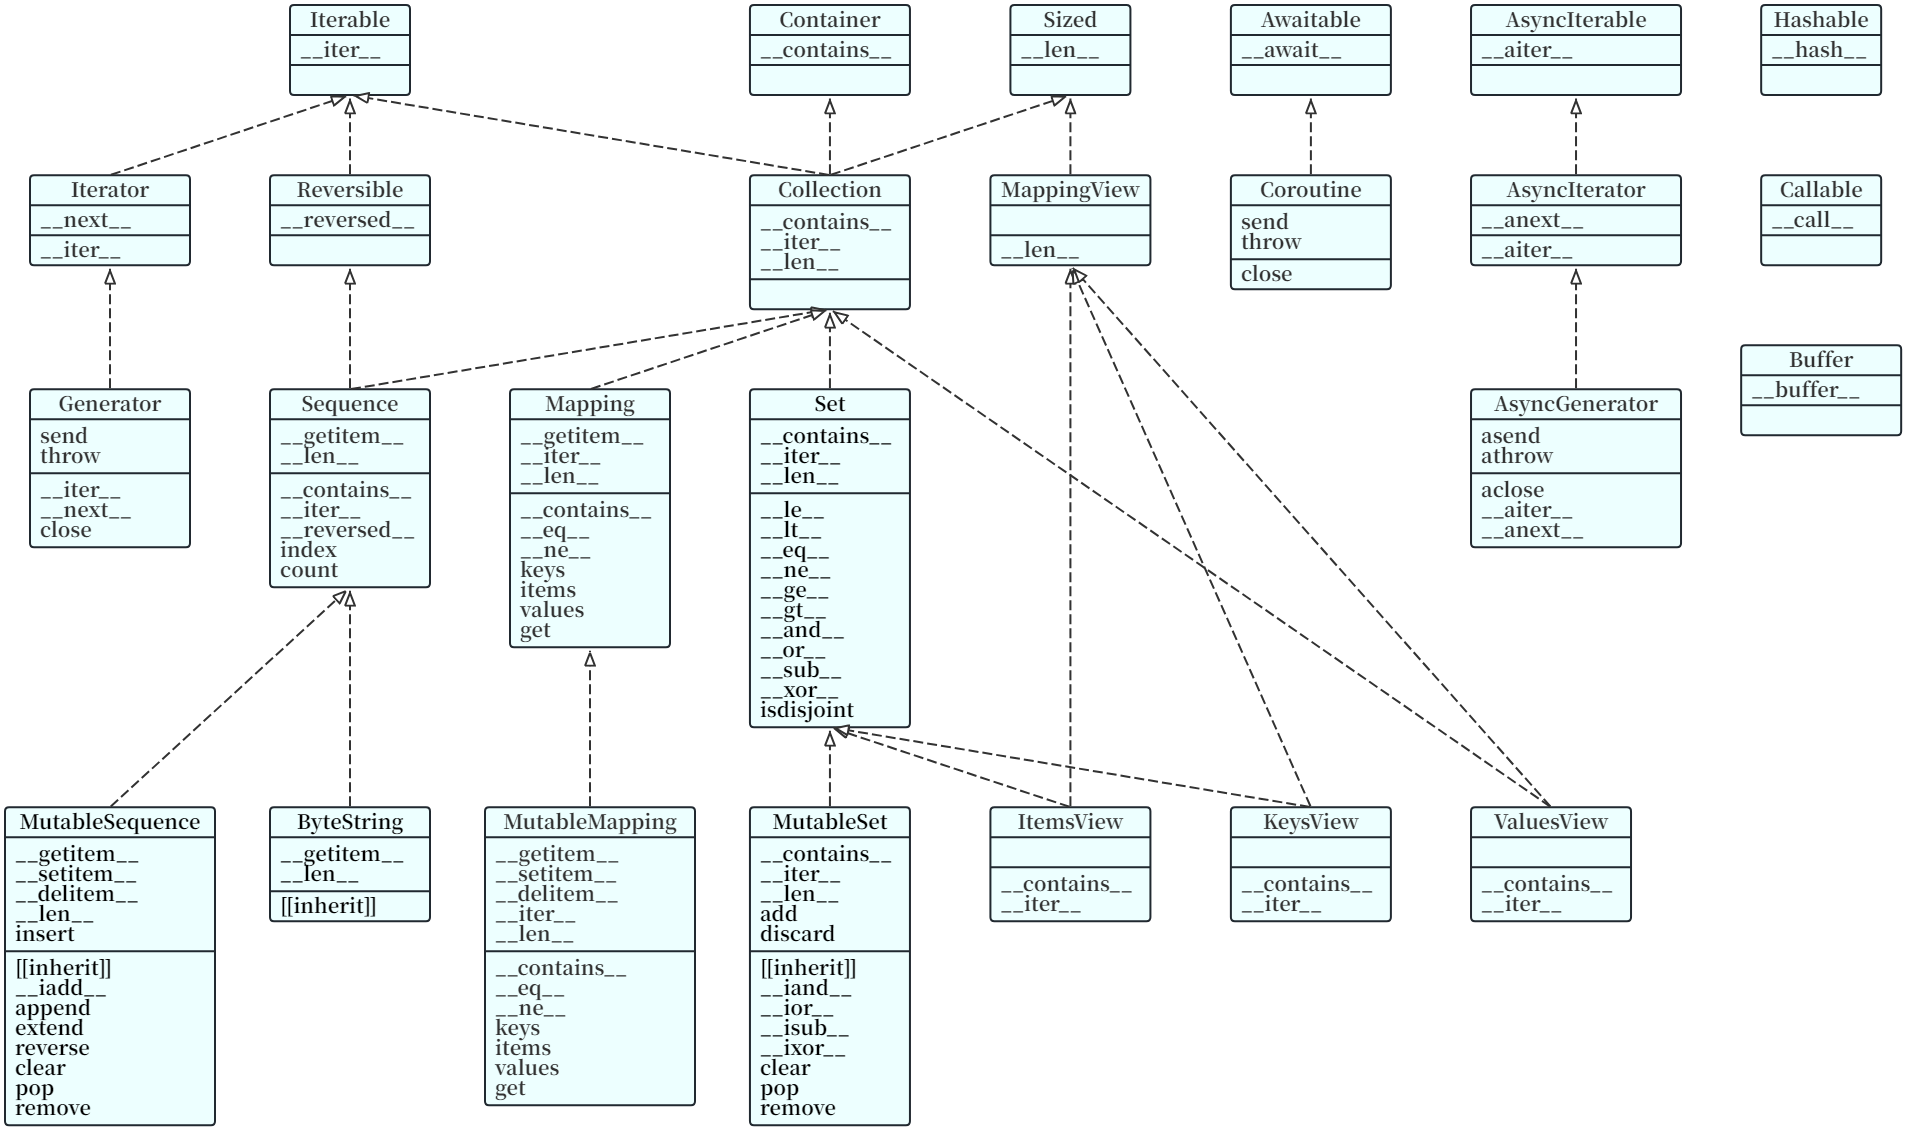 Iterable
__iter__
Container
__contains__
Sized
__len__
Awaitable
__await__
AsyncIterable
__aiter__
Hashable
__hash__
Iterator
__next__
__iter__
Reversible
__reversed__
Collection
__contains__
__iter__
__len__
MappingView
__len__
Coroutine
send
throw
close
AsyncIterator
__anext__
__aiter__
Callable
__call__
Buffer
__buffer__
Generator
send
throw
__iter__
__next__
close
Sequence
__getitem__
__len__
__contains__
__iter__
__reversed__
index
count
Mapping
__getitem__
__iter__
__len__
__contains__
__eq__
__ne__
keys
items
values
get
Set
__contains__
__iter__
__len__
__le__
__lt__
__eq__
__ne__
__ge__
__gt__
__and__
__or__
__sub__
__xor__
isdisjoint
AsyncGenerator
asend
athrow
aclose
__aiter__
__anext__
MutableSequence
__getitem__
__setitem__
__delitem__
__len__
insert
[[inherit]]
__iadd__
append
extend
reverse
clear
pop
remove
ByteString
__getitem__
__len__
[[inherit]]
MutableMapping
__getitem__
__setitem__
__delitem__
__iter__
__len__
__contains__
__eq__
__ne__
keys
items
values
get
MutableSet
__contains__
__iter__
__len__
add
discard
[[inherit]]
__iand__
__ior__
__isub__
__ixor__
clear
pop
remove
ItemsView
__contains__
__iter__
KeysView
__contains__
__iter__
ValuesView
__contains__
__iter__